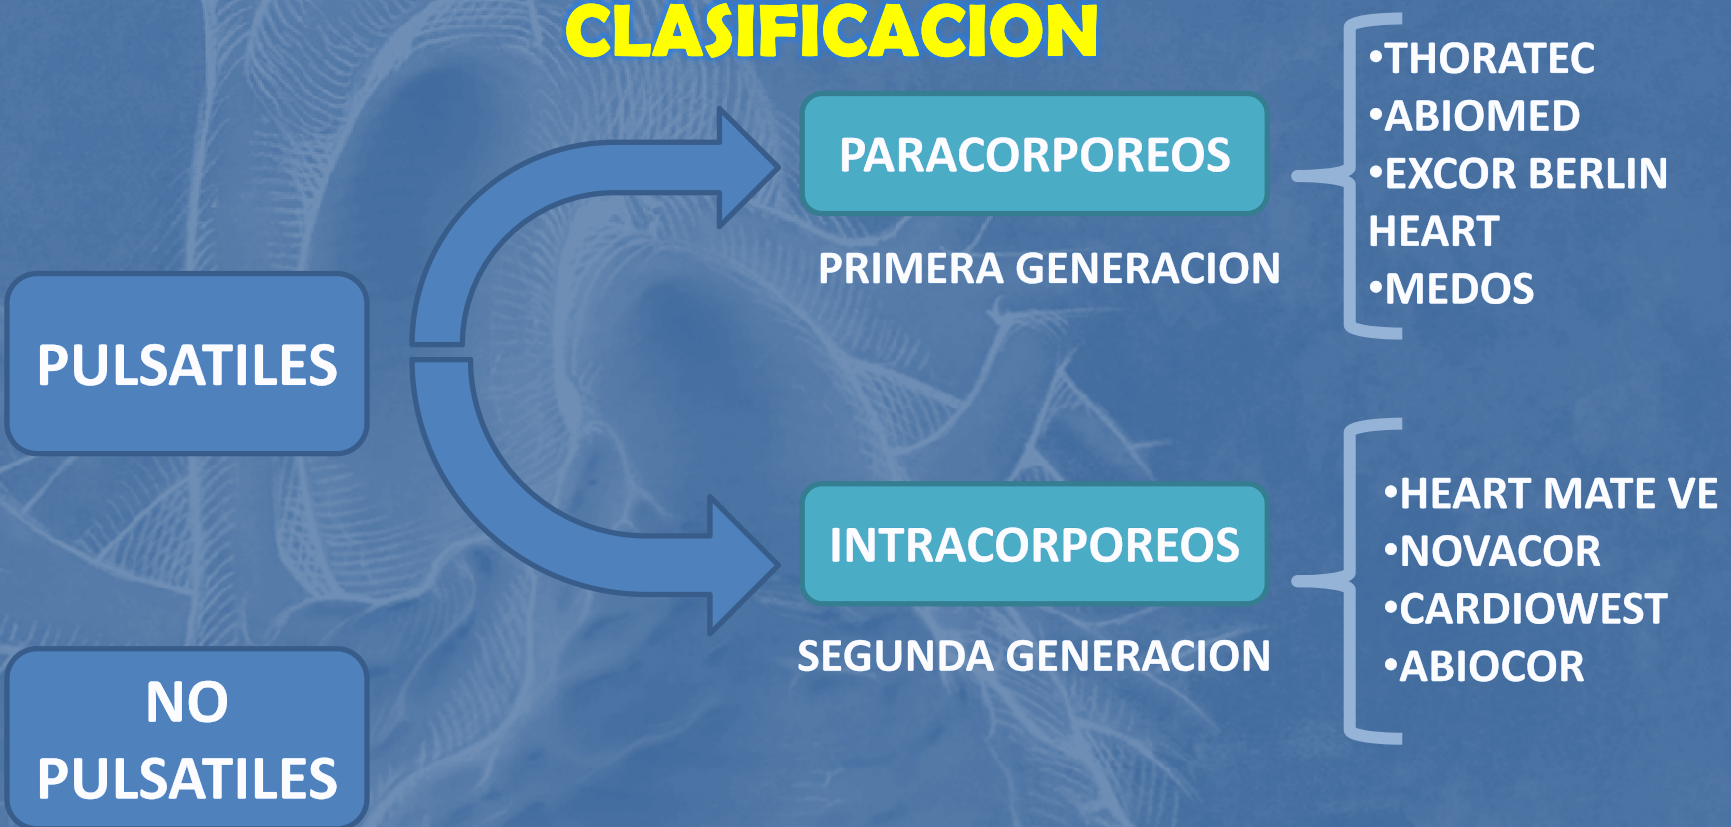 CLASIFICACION
PULSATILES
PARACORPOREOS
PRIMERA GENERACION
•THORATEC
•ABIOMED
•EXCOR BERLIN
HEART
•MEDOS
INTRACORPOREOS
SEGUNDA GENERACION
•HEART MATE VE
•NOVACOR
•CARDIOWEST
•ABIOCOR
NO
PULSATILES